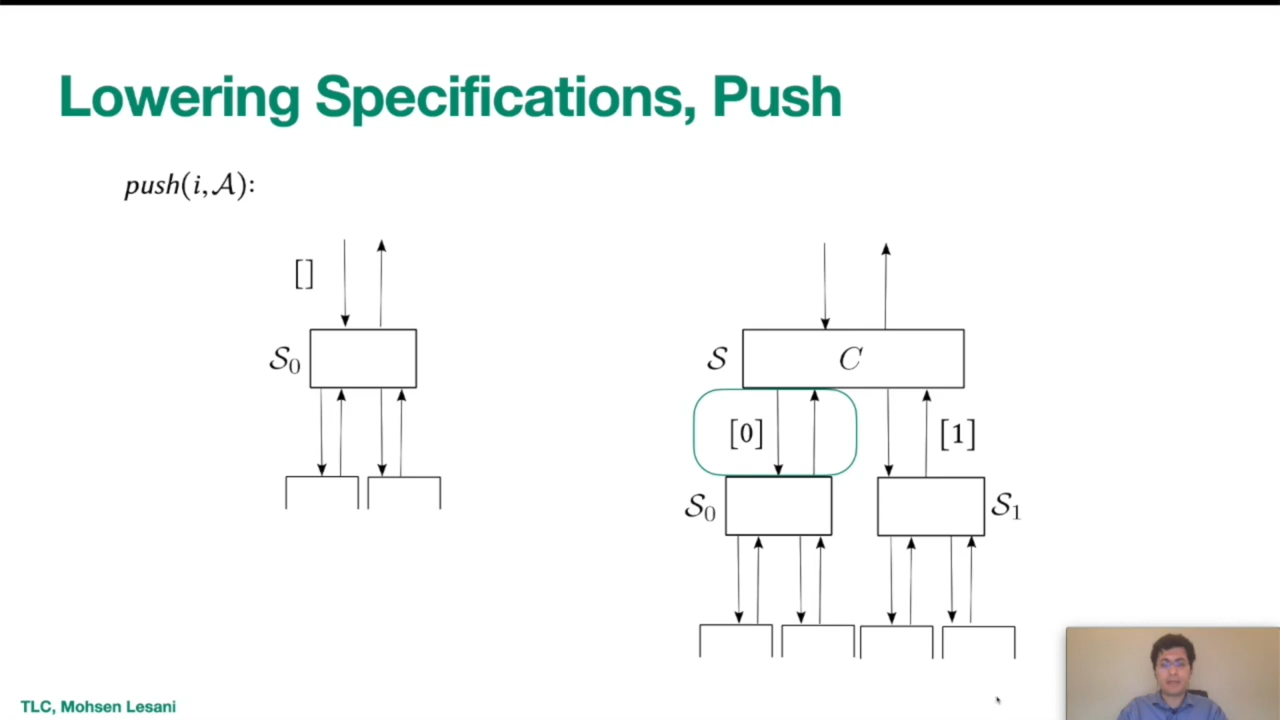 Lowering Specifications, Push
push(i, 𝒜):
[]
𝒮₀
𝒮 C
[0] [1]
𝒮₀ 𝒮₁
TLC, Mohsen Lesani